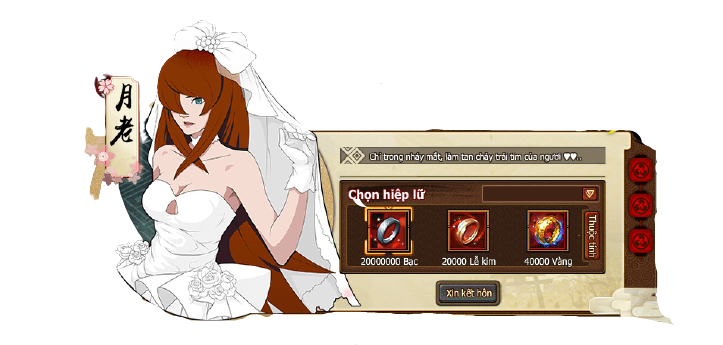 月老
Chỉ trong nháy mắt, làm tan chảy trái tim của ngươi ♥♥..
Chọn hiệp lữ
Thuộc tính
20000000 Bạc
20000 Lễ kim
40000 Vàng
Xin kết hôn